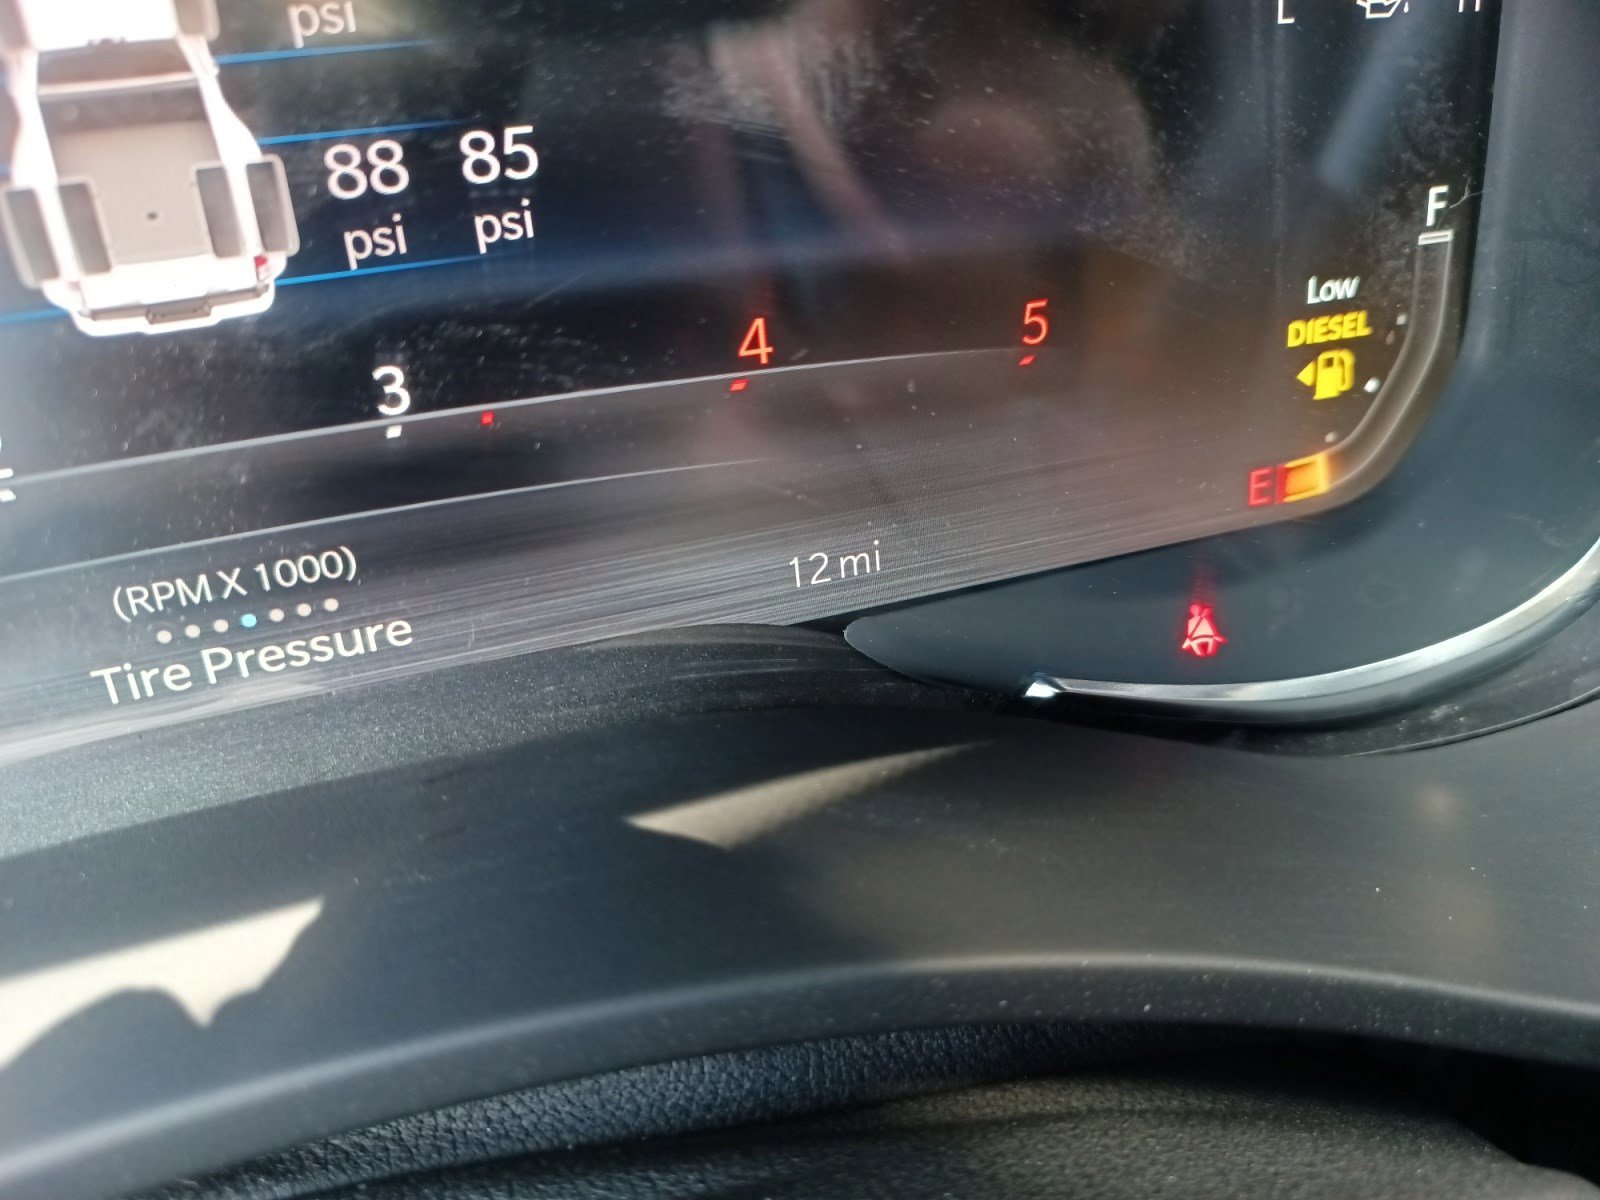 psi
L
88 85
psi psi
F
Low
DIESEL
3 4 5
E
(RPM X 1000)
12 mi
Tire Pressure